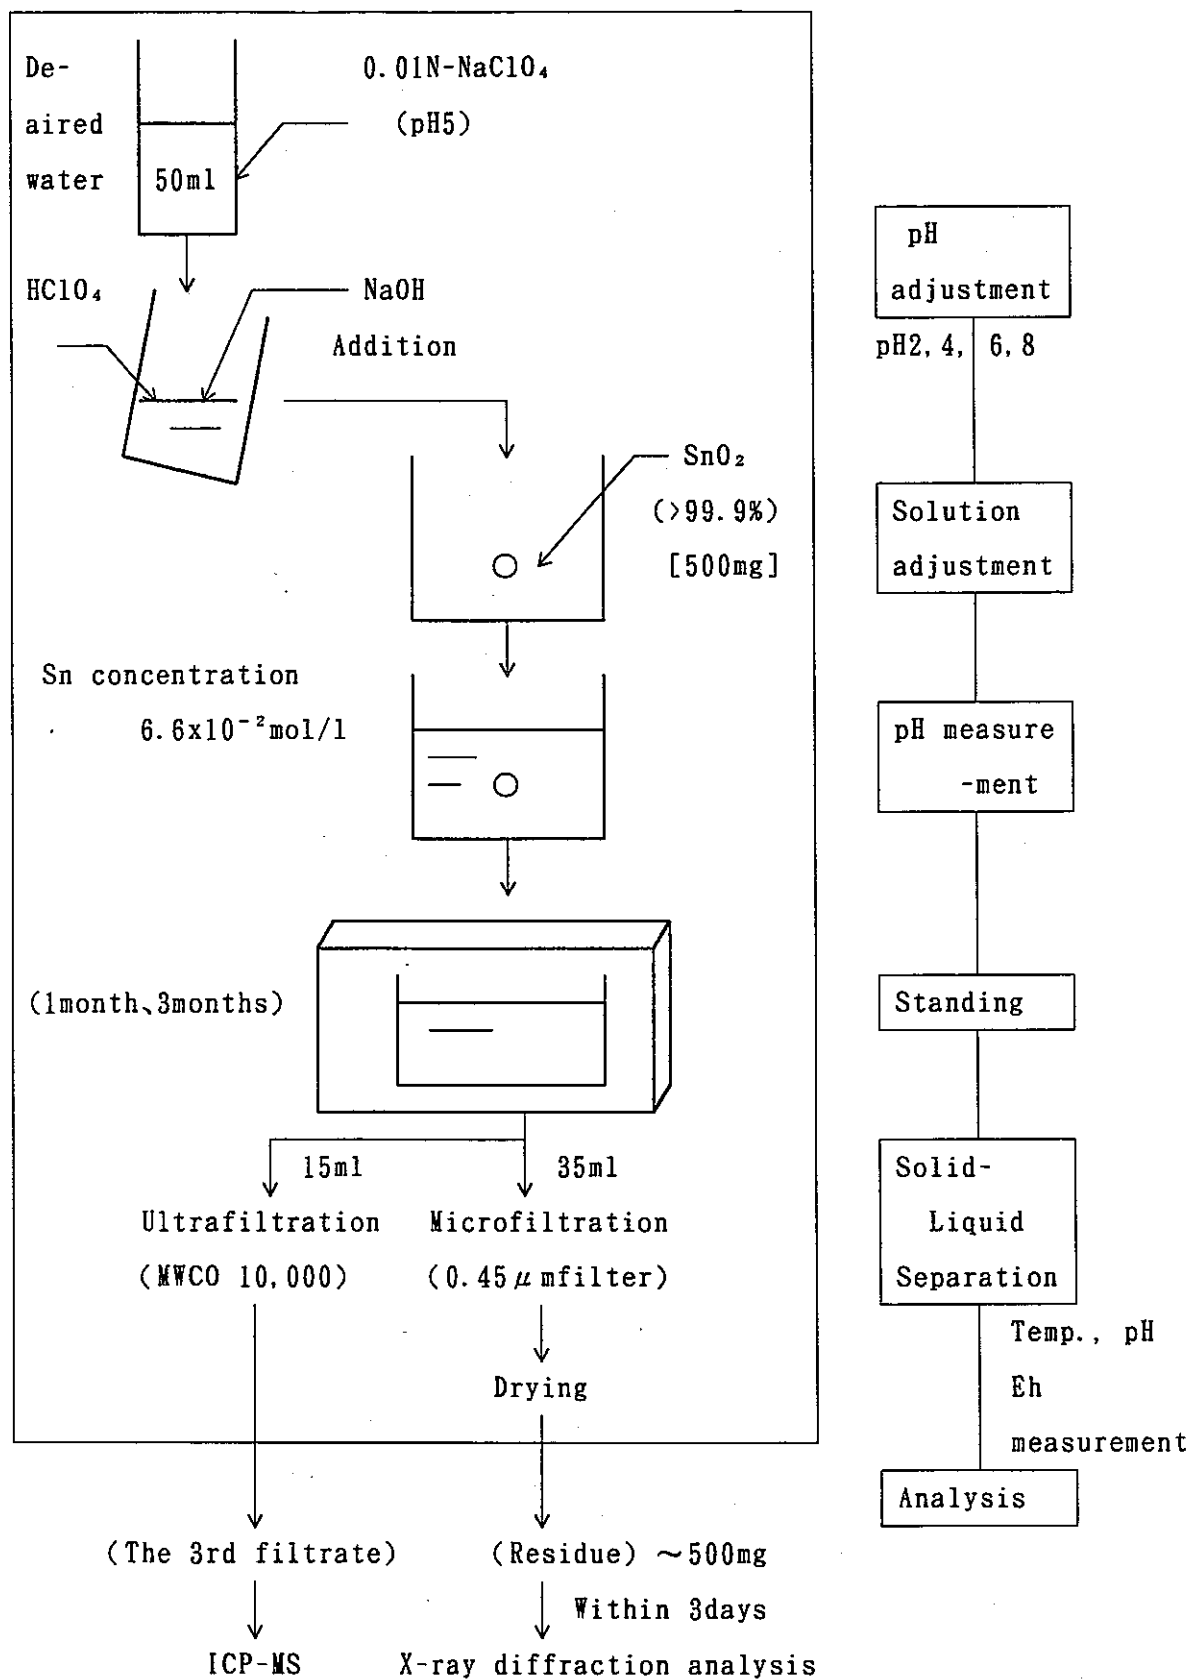 De-
aired
water
50ml
0.01N-NaClO₄
(pH5)
HClO₄
NaOH
Addition
SnO₂
(>99.9%)
[500mg]
Sn concentration
6.6x10⁻²mol/l
(1month、3months)
15ml
35ml
Ultrafiltration
(MWCO 10,000)
Microfiltration
(0.45μmfilter)
Drying
(The 3rd filtrate)
(Residue) ~500mg
Within 3days
ICP-MS
X-ray diffraction analysis
pH
adjustment
pH2,4, 6,8
Solution
adjustment
pH measure
-ment
Standing
Solid-
Liquid
Separation
Temp., pH
Eh
measurement
Analysis